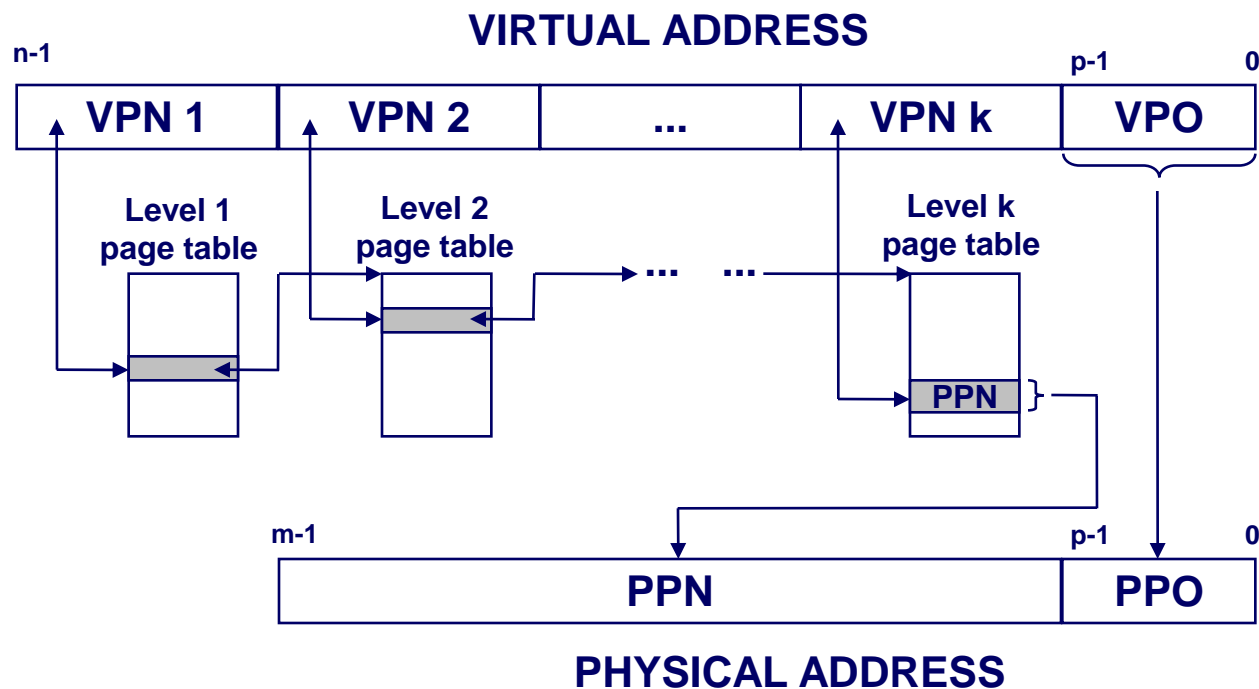 VIRTUAL ADDRESS
n-1 p-1 0
VPN 1 VPN 2 ... VPN k VPO
Level 1
page table
Level 2
page table
Level k
page table
... ...
PPN
m-1 p-1 0
PPN PPO
PHYSICAL ADDRESS